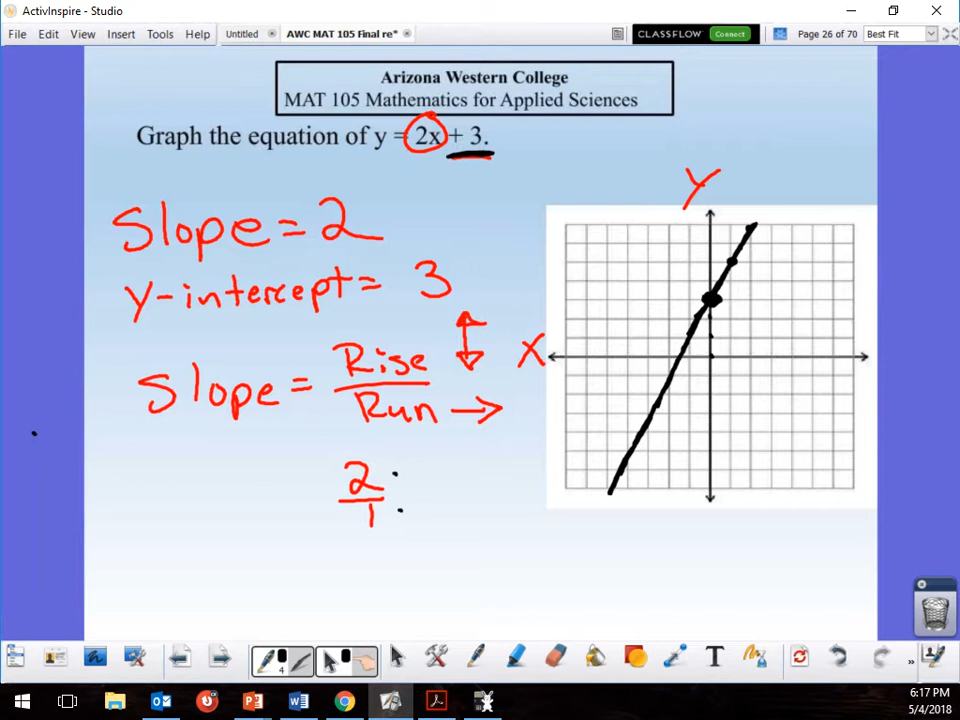 ActivInspire - Studio
File Edit View Insert Tools Help
Untitled
AWC MAT 105 Final re*
CLASSFLOW Connect
Page 26 of 70
Best Fit
Arizona Western College
MAT 105 Mathematics for Applied Sciences
Graph the equation of y = 2x + 3.
Y
Slope = 2
y-intercept = 3
X
Slope = Rise
Run
2
1
4
T
6:17 PM
5/4/2018